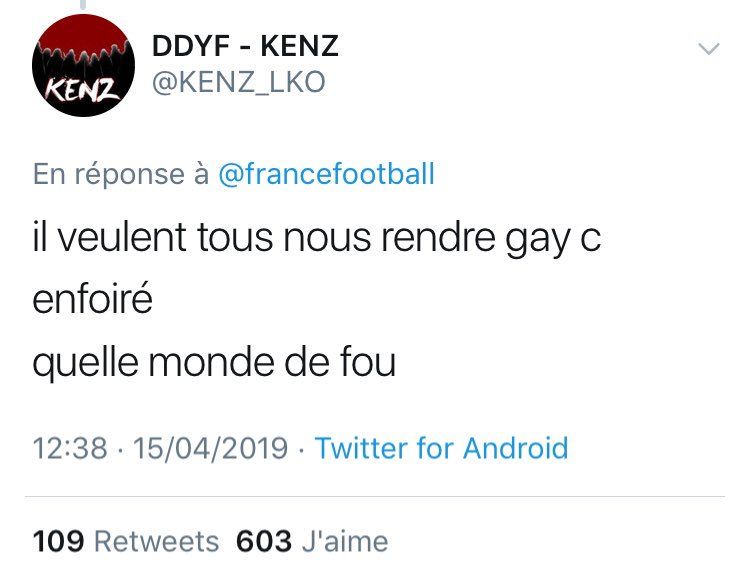 KENZ
DDYF - KENZ
@KENZ_LKO
En réponse à @francefootball
il veulent tous nous rendre gay c
enfoiré
quelle monde de fou
12:38 · 15/04/2019 · Twitter for Android
109 Retweets 603 J'aime